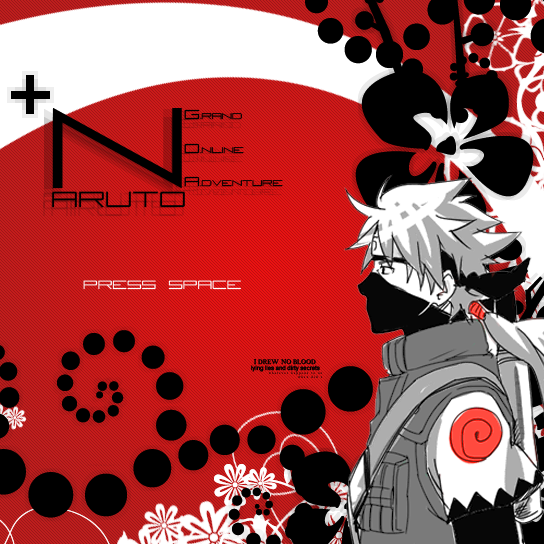 GRAND
ONLINE
ADVENTURE
NARUTO
PRESS SPACE
I DREW NO BLOOD
lying lies and dirty secrets